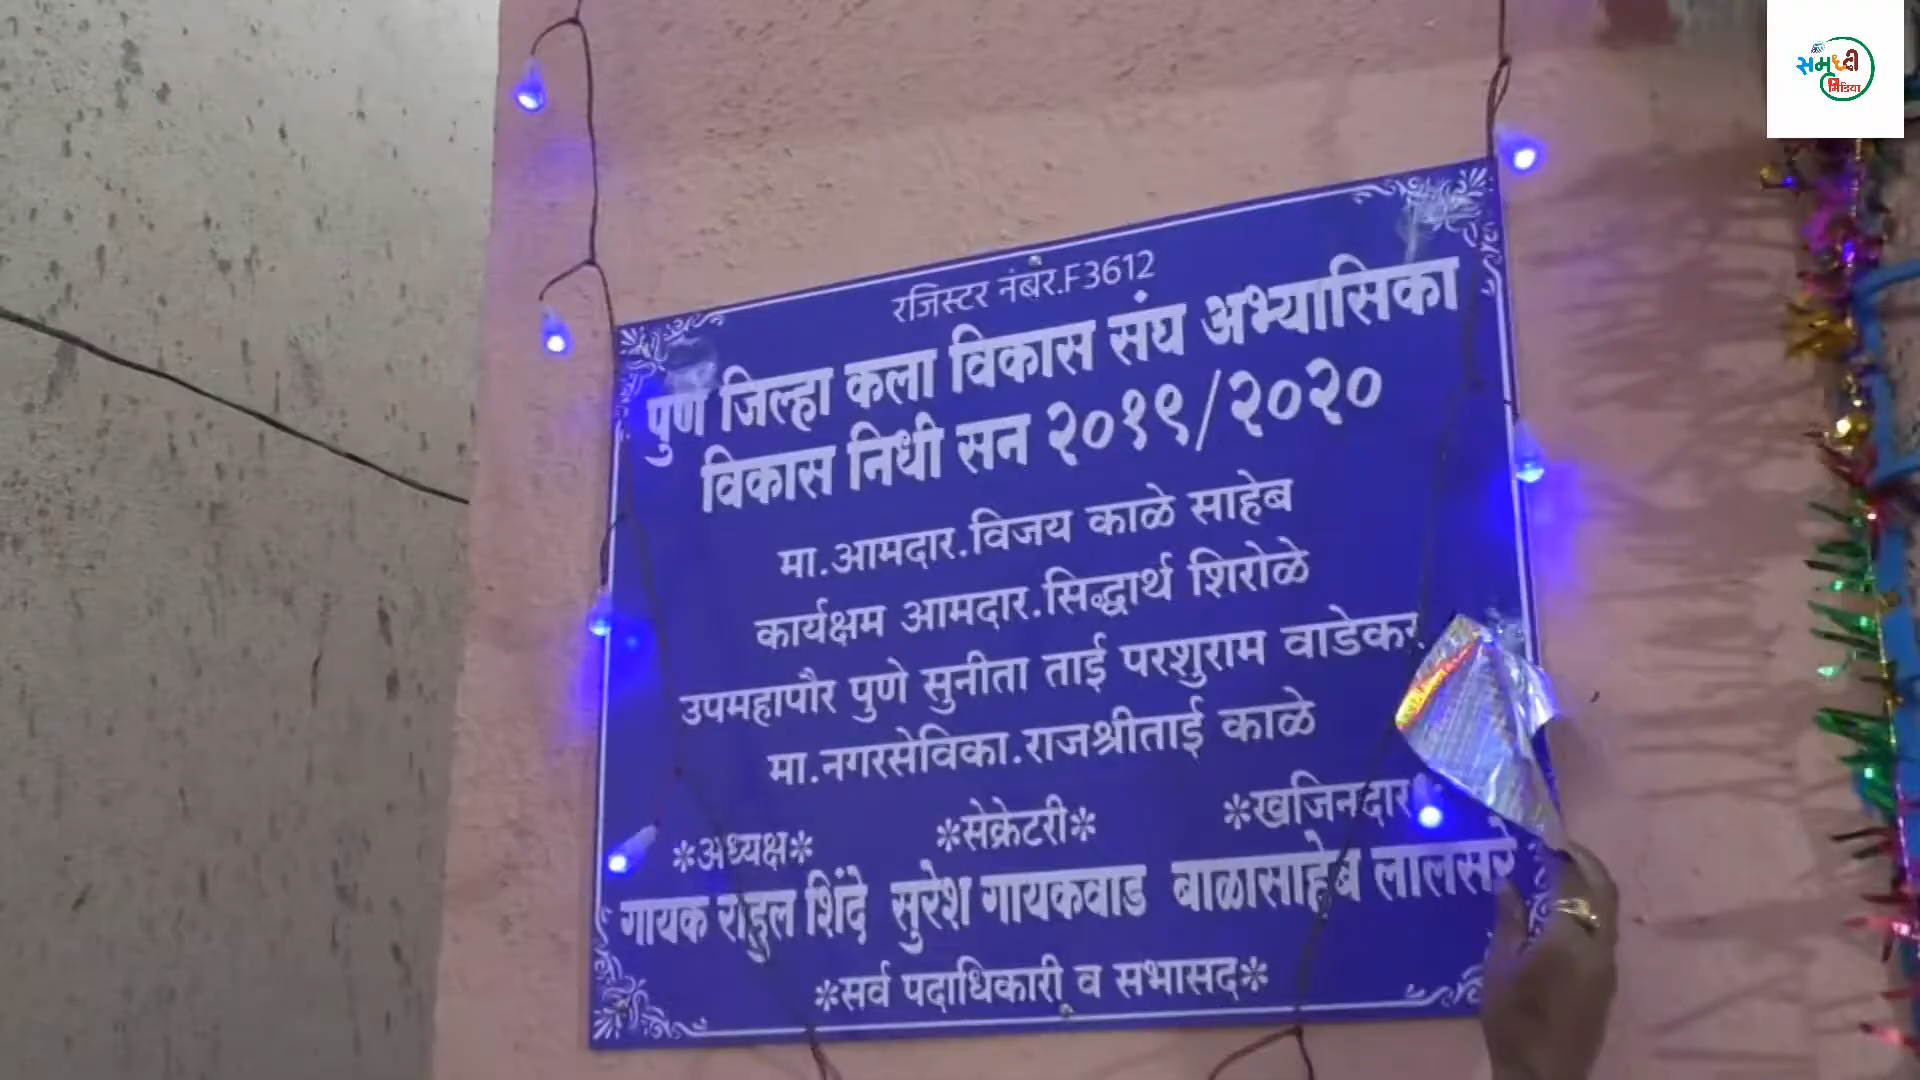 समृध्दी
मिडिया
रजिस्टर नंबर.F3612
पुणे जिल्हा कला विकास संघ अभ्यासिका
विकास निधी सन २०१९/२०२०
मा.आमदार.विजय काळे साहेब
कार्यक्षम आमदार.सिद्धार्थ शिरोळे
उपमहापौर पुणे सुनीता ताई परशुराम वाडेकर
मा.नगरसेविका.राजश्रीताई काळे
*अध्यक्ष* *सेक्रेटरी* *खजिनदार*
गायक राहुल शिंदे सुरेश गायकवाड बाळासाहेब लालसरे
*सर्व पदाधिकारी व सभासद*